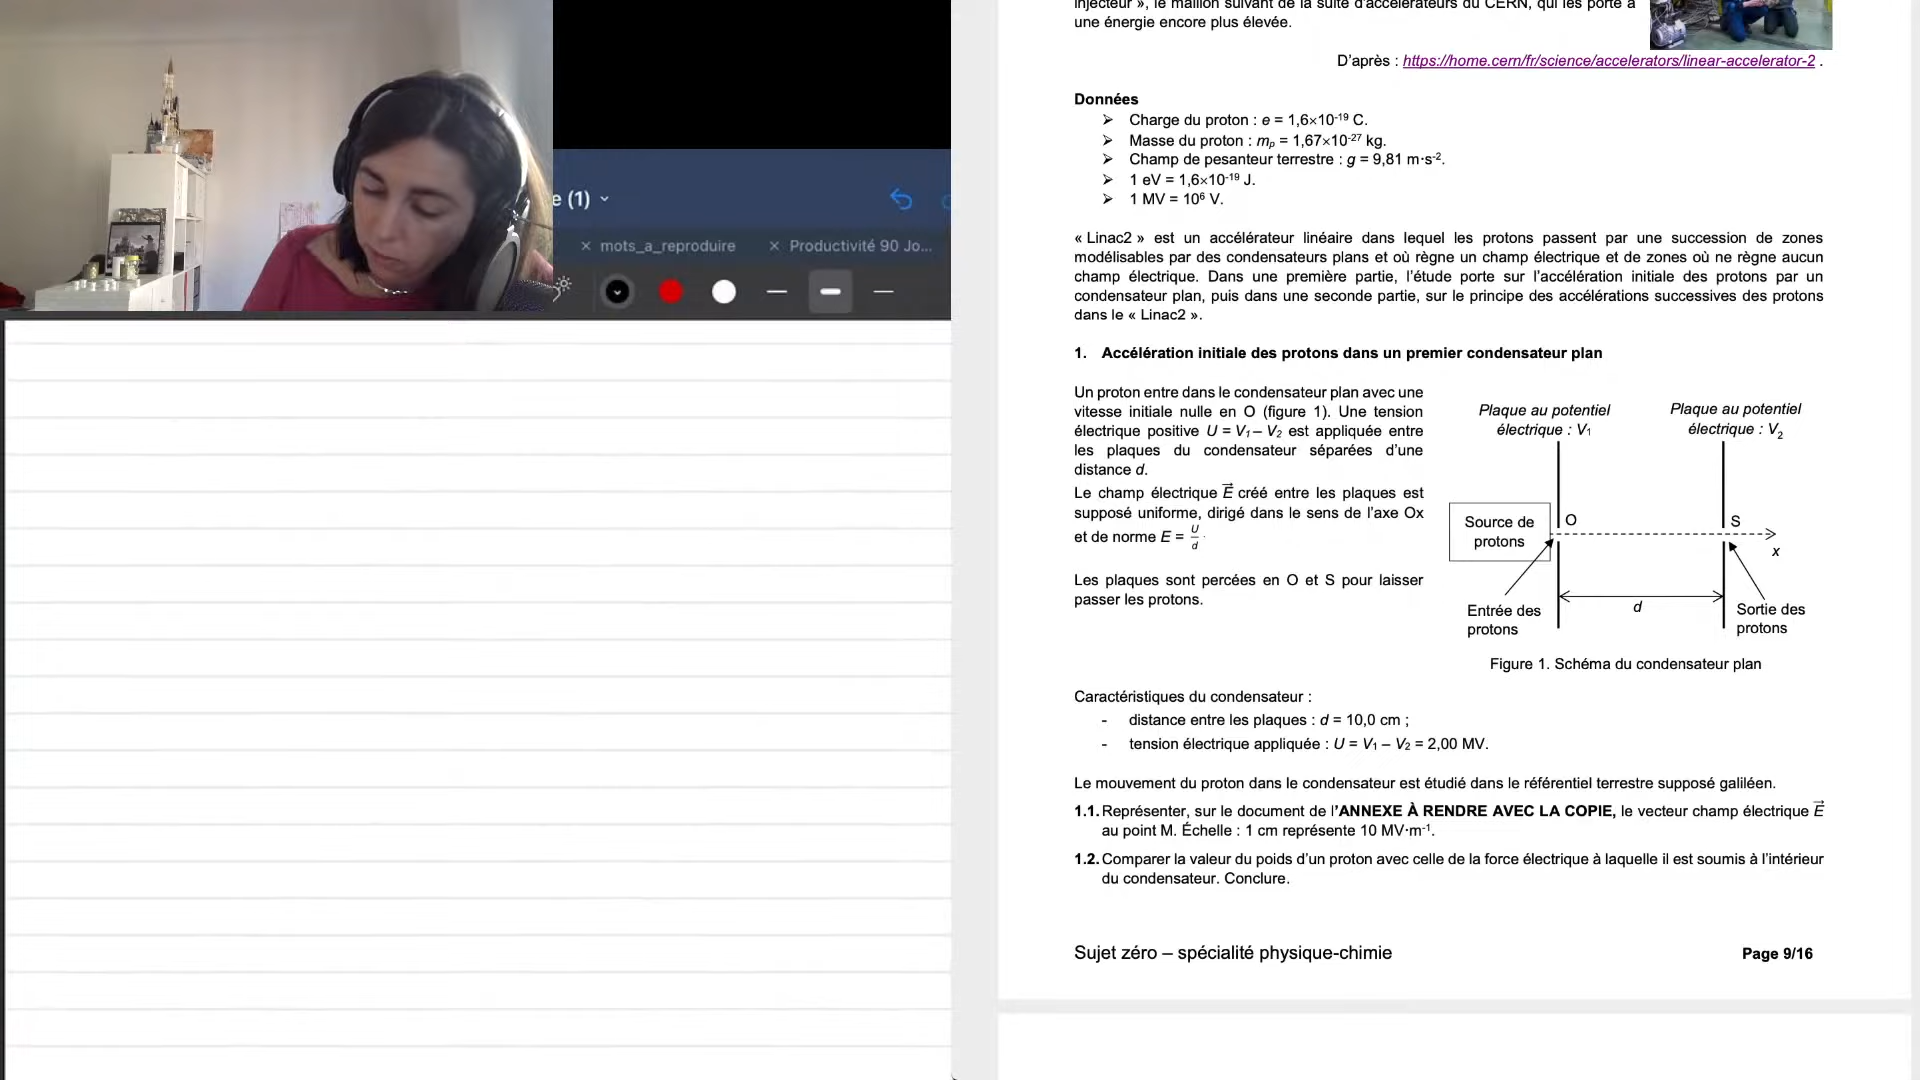 e (1)
mots_a_reproduire
Productivité 90 Jo...
injecteur », le maillon suivant de la suite d'accélérateurs du CERN, qui les porte à
une énergie encore plus élevée.
D'après : https://home.cern/fr/science/accelerators/linear-accelerator-2 .
Données
➢ Charge du proton : e = 1,6×10⁻¹⁹ C.
➢ Masse du proton : mₚ = 1,67×10⁻²⁷ kg.
➢ Champ de pesanteur terrestre : g = 9,81 m·s⁻².
➢ 1 eV = 1,6×10⁻¹⁹ J.
➢ 1 MV = 10⁶ V.
« Linac2 » est un accélérateur linéaire dans lequel les protons passent par une succession de zones
modélisables par des condensateurs plans et où règne un champ électrique et de zones où ne règne aucun
champ électrique. Dans une première partie, l'étude porte sur l'accélération initiale des protons par un
condensateur plan, puis dans une seconde partie, sur le principe des accélérations successives des protons
dans le « Linac2 ».
1. Accélération initiale des protons dans un premier condensateur plan
Un proton entre dans le condensateur plan avec une
vitesse initiale nulle en O (figure 1). Une tension
électrique positive U = V₁ – V₂ est appliquée entre
les plaques du condensateur séparées d'une
distance d.
Le champ électrique E⃗ créé entre les plaques est
supposé uniforme, dirigé dans le sens de l'axe Ox
et de norme E = U/d .
Les plaques sont percées en O et S pour laisser
passer les protons.
Plaque au potentiel
électrique : V₁
Plaque au potentiel
électrique : V₂
Source de
protons
O
S
x
d
Entrée des
protons
Sortie des
protons
Figure 1. Schéma du condensateur plan
Caractéristiques du condensateur :
- distance entre les plaques : d = 10,0 cm ;
- tension électrique appliquée : U = V₁ – V₂ = 2,00 MV.
Le mouvement du proton dans le condensateur est étudié dans le référentiel terrestre supposé galiléen.
1.1. Représenter, sur le document de l'ANNEXE À RENDRE AVEC LA COPIE, le vecteur champ électrique E⃗
au point M. Échelle : 1 cm représente 10 MV·m⁻¹.
1.2. Comparer la valeur du poids d'un proton avec celle de la force électrique à laquelle il est soumis à l'intérieur
du condensateur. Conclure.
Sujet zéro – spécialité physique-chimie
Page 9/16